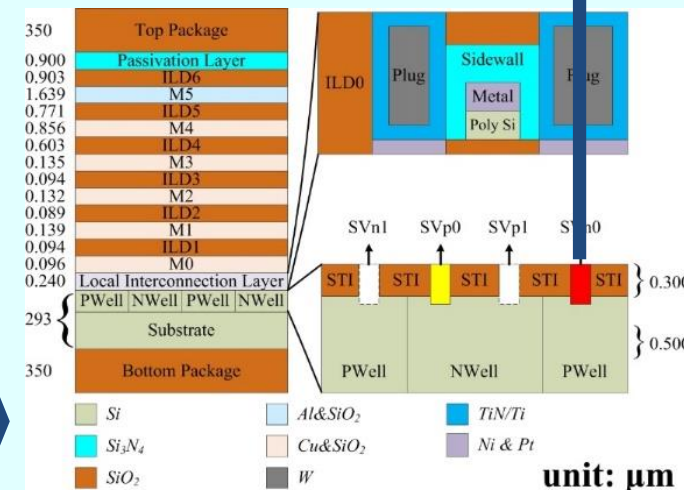 350
Top Package
0.900
Passivation Layer
0.903
ILD6
1.639
M5
0.771
ILD5
0.856
M4
0.603
ILD4
0.135
M3
0.094
ILD3
0.132
M2
0.089
ILD2
0.139
M1
0.094
ILD1
0.096
M0
0.240
Local Interconnection Layer
PWell NWell PWell NWell
293
Substrate
350
Bottom Package
ILD0
Plug
Sidewall
Metal
Poly Si
SVn1 SVp0 SVp1
STI STI STI STI STI
0.300
0.500
PWell NWell PWell
Si
Al&SiO₂
TiN/Ti
Si₃N₄
Cu&SiO₂
Ni & Pt
SiO₂
W
unit: μm